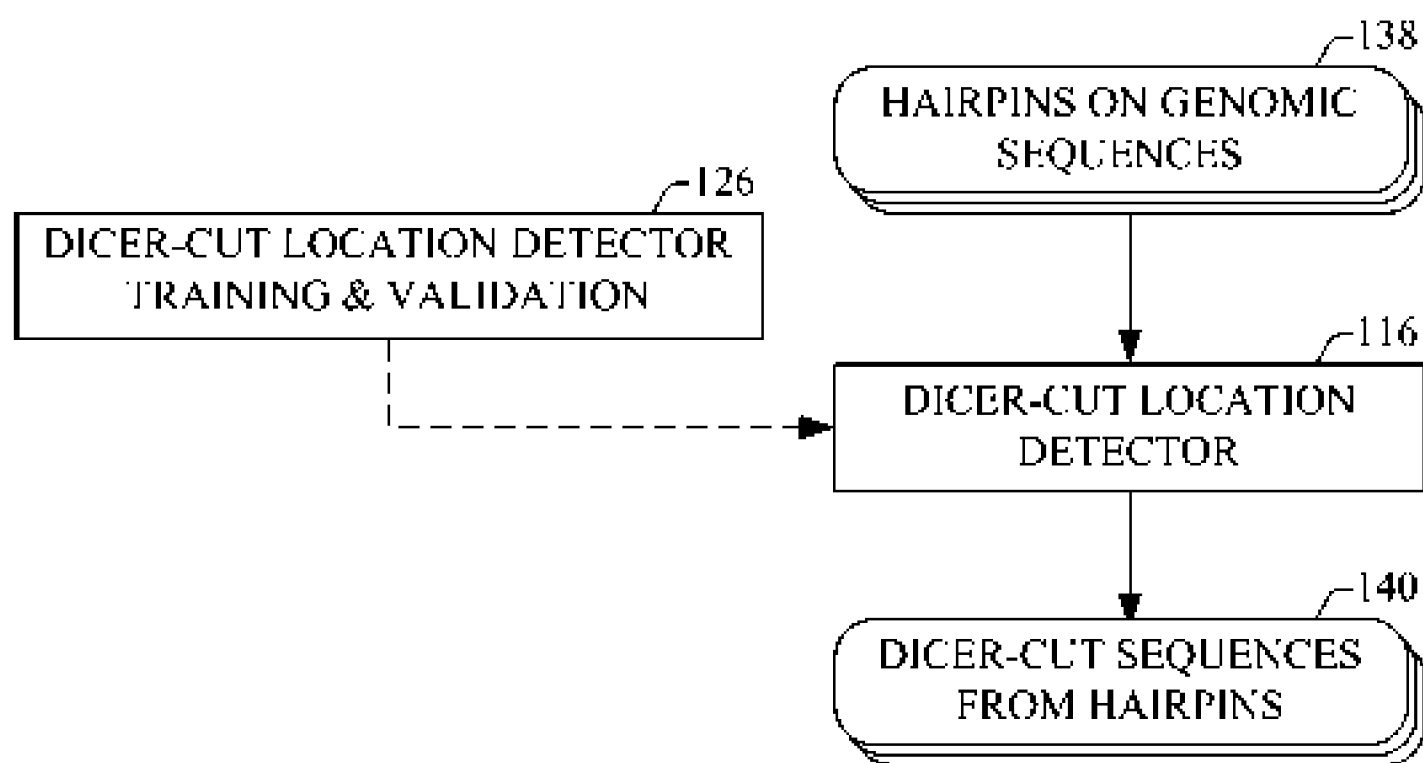 138
HAIRPINS ON GENOMIC
SEQUENCES
126
DICER-CUT LOCATION DETECTOR
TRAINING & VALIDATION
116
DICER-CUT LOCATION
DETECTOR
140
DICER-CUT SEQUENCES
FROM HAIRPINS